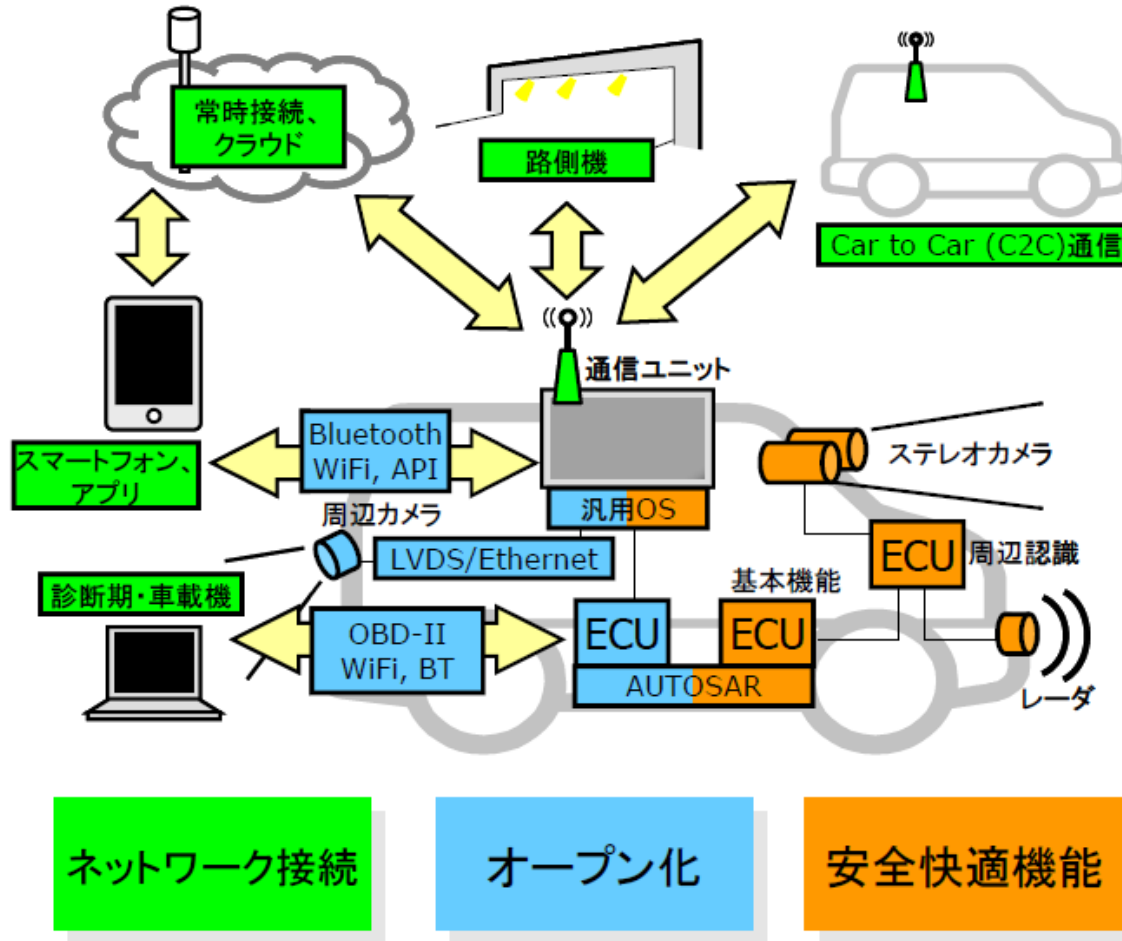 常時接続、
クラウド
路側機
Car to Car (C2C)通信
通信ユニット
Bluetooth
WiFi, API
スマートフォン、
アプリ
ステレオカメラ
汎用OS
周辺カメラ
LVDS/Ethernet
ECU
周辺認識
診断期・車載機
基本機能
OBD-II
WiFi, BT
ECU
ECU
AUTOSAR
レーダ
ネットワーク接続
オープン化
安全快適機能